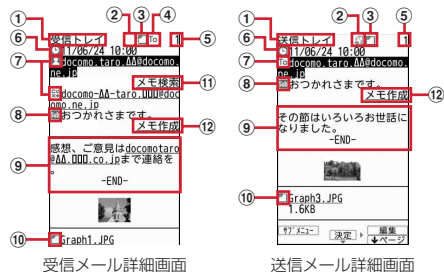 ① ② ③ ④ ⑤
受信トレイ To 1
⑥ 11/06/24 10:00
⑦ docomo.taro.ΔΔ@docomo.
ne.jp
メモ検索 ⑪
docomo-ΔΔ-taro.□□□@doc
omo.ne.jp
⑧ おつかれさまです。
メモ作成 ⑫
⑨ 感想、ご意見はdocomotaro
@ΔΔ.□□□.co.jpまで連絡を
。
-END-
⑩ Graph1.JPG
受信メール詳細画面
① ② ③ ⑤
送信トレイ 1
⑥ 11/06/24 10:00
⑦ To docomo.taro.ΔΔ@docomo.
ne.jp
⑧ おつかれさまです。
メモ作成 ⑫
⑨ その節はいろいろお世話に
なりました。
-END-
⑩ Graph3.JPG
1.6KB
サブメニュー 決定 編集
↓ページ
送信メール詳細画面